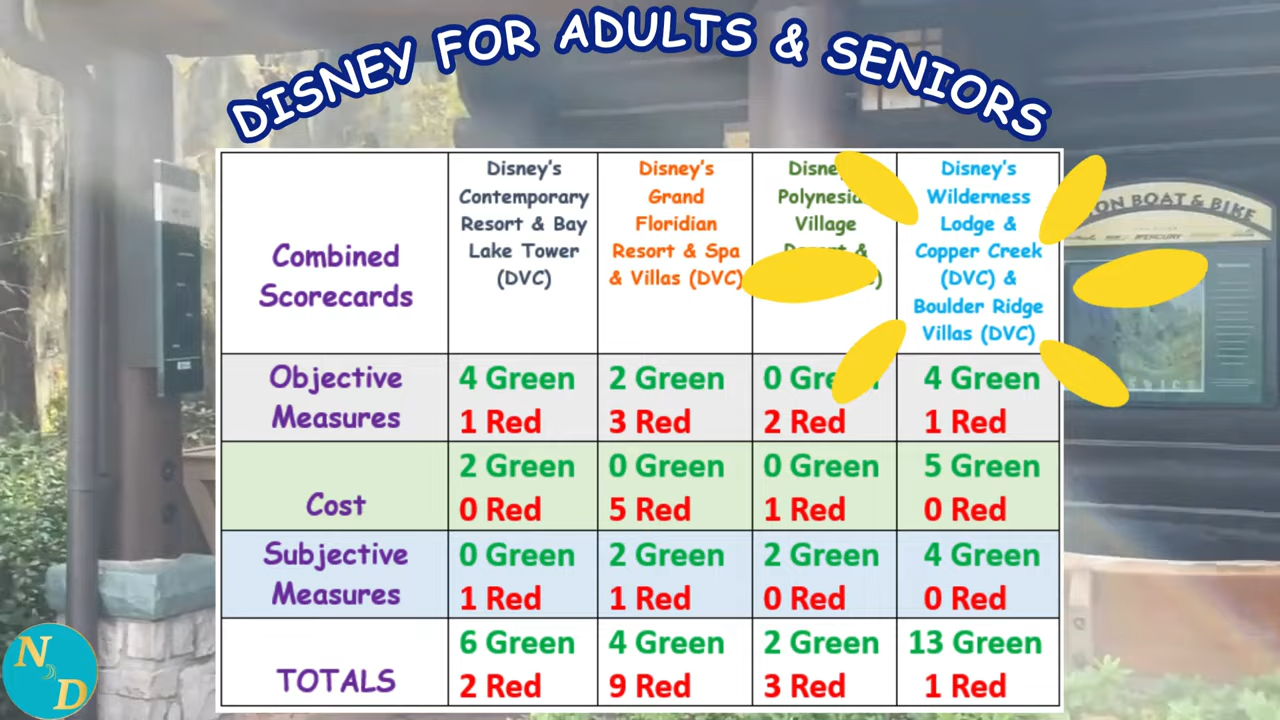 DISNEY FOR ADULTS & SENIORS
Combined
Scorecards
Disney's
Contemporary
Resort & Bay
Lake Tower
(DVC)
Disney's
Grand
Floridian
Resort & Spa
& Villas (DVC)
Village
&
Disney's
Wilderness
Lodge &
Copper Creek
(DVC) &
Boulder Ridge
Villas (DVC)
Objective
Measures
4 Green
1 Red
2 Green
3 Red
0
2 Red
4 Green
1 Red
Cost
2 Green
0 Red
0 Green
5 Red
0 Green
1 Red
5 Green
0 Red
Subjective
Measures
0 Green
1 Red
2 Green
1 Red
2 Green
0 Red
4 Green
0 Red
TOTALS
6 Green
2 Red
4 Green
9 Red
2 Green
3 Red
13 Green
1 Red
BOAT & BIKE
N
D